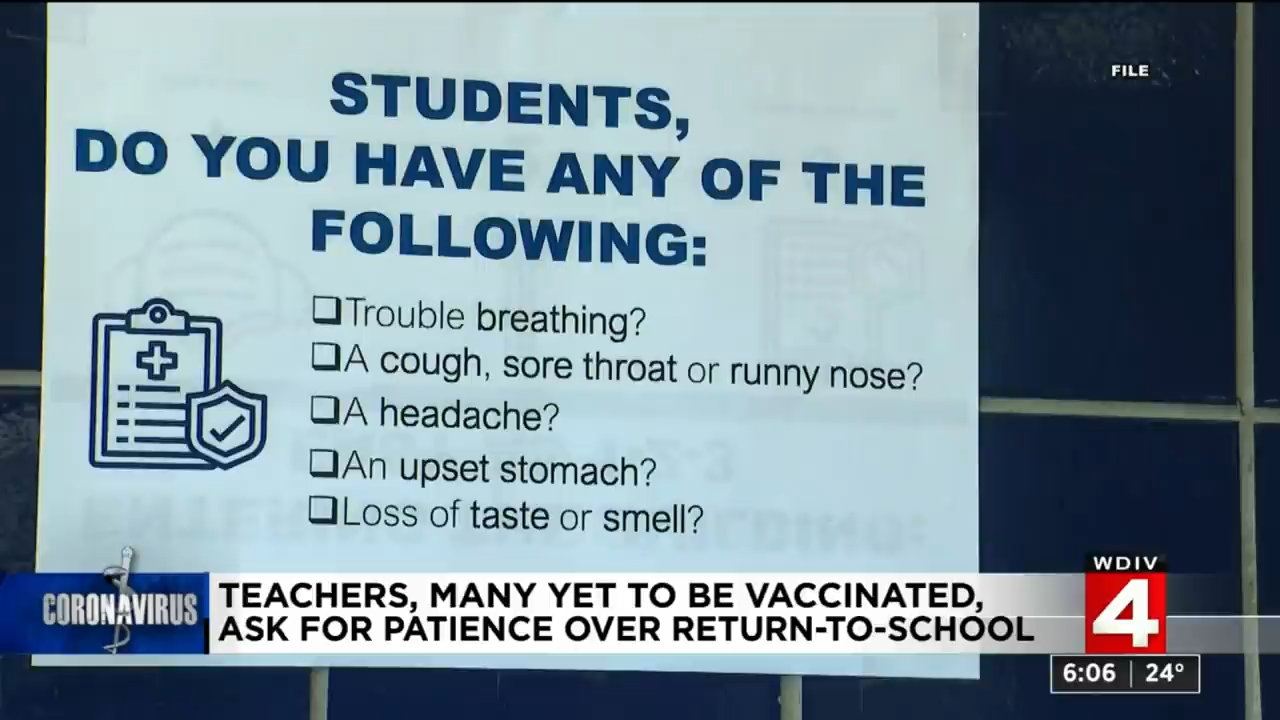 FILE
STUDENTS,
DO YOU HAVE ANY OF THE
FOLLOWING:
❑Trouble breathing?
❑A cough, sore throat or runny nose?
❑A headache?
❑An upset stomach?
❑Loss of taste or smell?
CORONAVIRUS
TEACHERS, MANY YET TO BE VACCINATED,
ASK FOR PATIENCE OVER RETURN-TO-SCHOOL
WDIV
4
6:06 | 24°